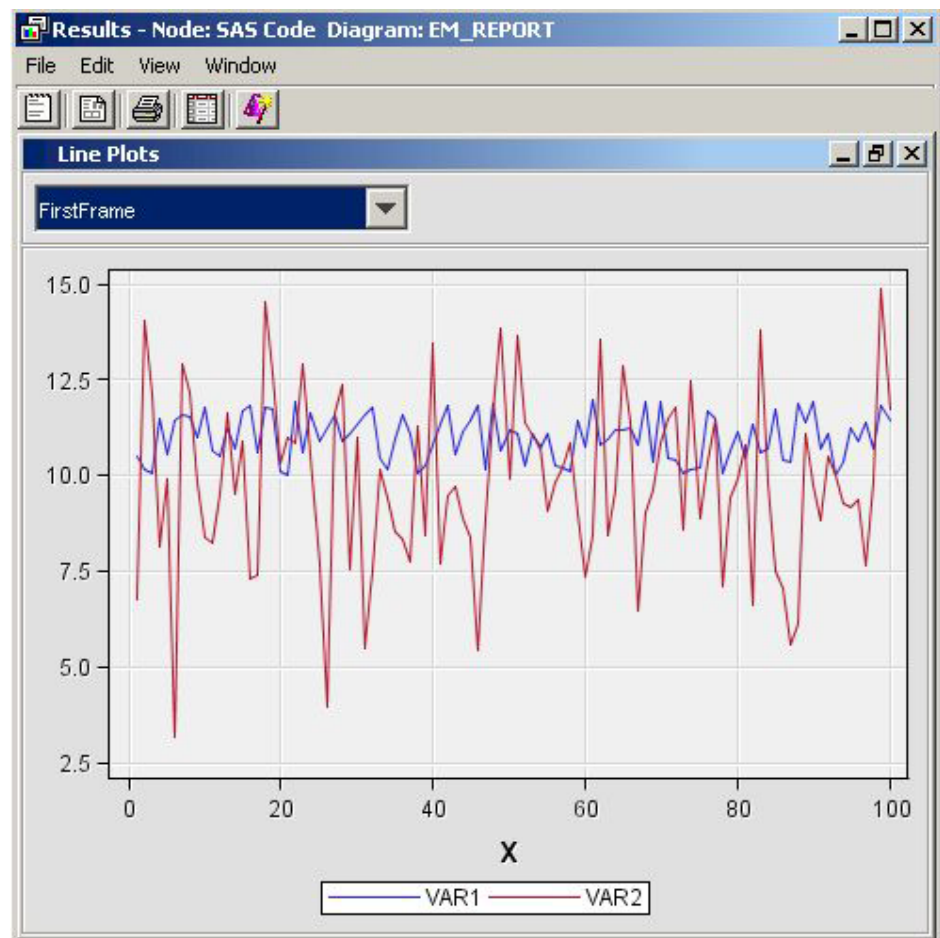 Results - Node: SAS Code Diagram: EM_REPORT
File Edit View Window
Line Plots
FirstFrame
15.0
12.5
10.0
7.5
5.0
2.5
0 20 40 60 80 100
X
VAR1 VAR2